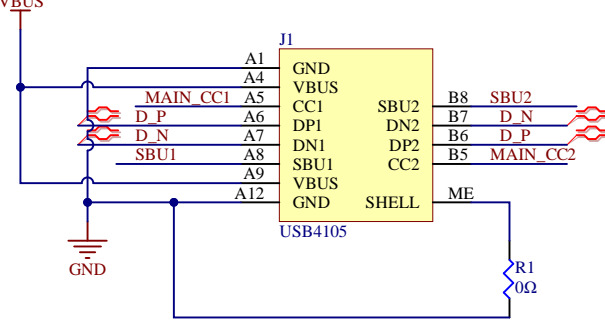 VBUS
J1
A1 GND
A4 VBUS
MAIN_CC1 A5 CC1 SBU2 B8 SBU2
D_P A6 DP1 DN2 B7 D_N
D_N A7 DN1 DP2 B6 D_P
SBU1 A8 SBU1 CC2 B5 MAIN_CC2
A9 VBUS
A12 GND SHELL ME
USB4105
GND
R1
0Ω